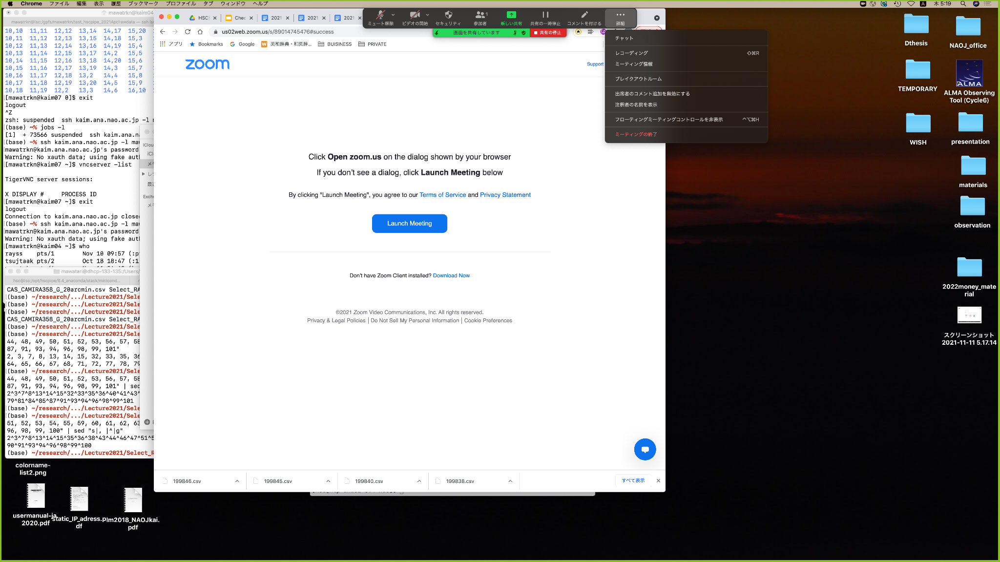 Chrome ファイル 編集 表示 履歴 ブックマーク プロファイル タブ ウィンドウ ヘルプ
木 5:19
mawatrkn@kaim04
mawatrkn@lsc:/gpfs/mawatrkn/test_hscpipe_2021Apr/rawdata — ssh lsc
10,10 11,11 12,12 13,14 14,17 15,20
10,11 11,12 12,13 13,15 14,18 15,3
10,12 11,13 12,14 13,16 14,19 15,4
10,13 11,14 12,15 13,17 14,2 15,5
10,14 11,15 12,16 13,18 14,20 15,6
10,15 11,16 12,17 13,19 14,3 15,7
10,16 11,17 12,18 13,2 14,4 15,8
10,17 11,18 12,19 13,20 14,5 15,9
10,18 11,19 12,2 13,3 14,6 16,10
[mawatrkn@kaim07 0]$ exit
logout
^Z
zsh: suspended ssh kaim.ana.nao.ac.jp -l
(base) ~% jobs -l
[1] + 73566 suspended ssh kaim.ana.na
(base) ~% ssh kaim.ana.nao.ac.jp -l maw
mawatrkn@kaim.ana.nao.ac.jp's password
Warning: No xauth data; using fake auth
[mawatrkn@kaim07 ~]$ vncserver -list
TigerVNC server sessions:
X DISPLAY # PROCESS ID
[mawatrkn@kaim07 ~]$ exit
logout
Connection to kaim.ana.nao.ac.jp closed
(base) ~% ssh kaim.ana.nao.ac.jp -l maw
mawatrkn@kaim.ana.nao.ac.jp's password
Warning: No xauth data; using fake auth
[mawatrkn@kaim04 ~]$ who
rayss pts/1 Nov 10 09:57 (:p
tsujtaak pts/2 Oct 18 18:47 (:1
mawatari@dhcp-133-135:/Users/
hsc@lsc:/opt/hscpipe/8.4_anaconda/stack/minicond...
CAS_CAMIRA358_G_20arcmin.csv Select_RA
(base) ~/research/.../Lecture2021/Sele
(base) ~/research/.../Lecture2021/Sele
(base) ~/research/.../Lecture2021/Sele
CAS_CAMIRA358_G_20arcmin.csv Select_RA
(base) ~/research/.../Lecture2021/Sele
(base) ~/research/.../Lecture2021/Sele
44, 48, 49, 50, 51, 52, 53, 56, 57, 58
87, 91, 93, 94, 96, 98, 99, 101"
2, 3, 7, 8, 13, 14, 15, 32, 33, 35, 36
64, 65, 66, 67, 68, 71, 72, 77, 78, 79
(base) ~/research/.../Lecture2021/Sele
44, 48, 49, 50, 51, 52, 53, 56, 57, 58
87, 91, 93, 94, 96, 98, 99, 101" | sed
2^3^7^8^13^14^15^32^33^35^36^40^41^43^
79^81^84^85^87^91^93^94^96^98^99^101
(base) ~/research/.../Lecture2021/Sele
(base) ~/research/.../Lecture2021/Sele
51, 52, 53, 54, 55, 59, 60, 61, 62, 63
96, 98, 99, 100" | sed "s|, |^|g"
2^3^7^8^13^14^15^35^36^38^43^44^46^47^51^5
90^91^93^94^96^98^99^100
(base) ~/research/.../Lecture2021/Select_R
iClou
iCl
メモ
最近
Exch
メモ
HSC
Chec
2021
2021
2021
us02web.zoom.us/s/89014745476#success
アプリ Bookmarks Google 英和辞典・和英辞... BUISINESS PRIVATE
ミュート解除 ビデオの開始 セキュリティ 参加者 1 新しい共有 共有の一時停止 コメントを付ける 詳細
画面を共有しています 共有の停止
チャット
レコーディング ⇧⌘R
ミーティング情報
ブレイクアウトルーム
出席者のコメント追加を無効にする
注釈者の名前を表示
フローティングミーティングコントロールを非表示 ^⌥⌘H
ミーティングの終了
zoom
Support
Click Open zoom.us on the dialog shown by your browser
If you don't see a dialog, click Launch Meeting below
By clicking "Launch Meeting", you agree to our Terms of Service and Privacy Statement
Launch Meeting
Don't have Zoom Client installed? Download Now
©2021 Zoom Video Communications, Inc. All rights reserved.
Privacy & Legal Policies | Do Not Sell My Personal Information | Cookie Preferences
199846.csv
199845.csv
199840.csv
199838.csv
すべて表示
Dthesis
NAOJ_office
TEMPORARY
ALMA
ALMA Observing
Tool (Cycle6)
WISH
presentation
materials
observation
2022money_mate
rial
スクリーンショット
2021-11-11 5.17.14
colorname-
list2.png
usermanual-ja_
2020.pdf
static_IP_adress.p
df
lm2018_NAOJkai.
pdf